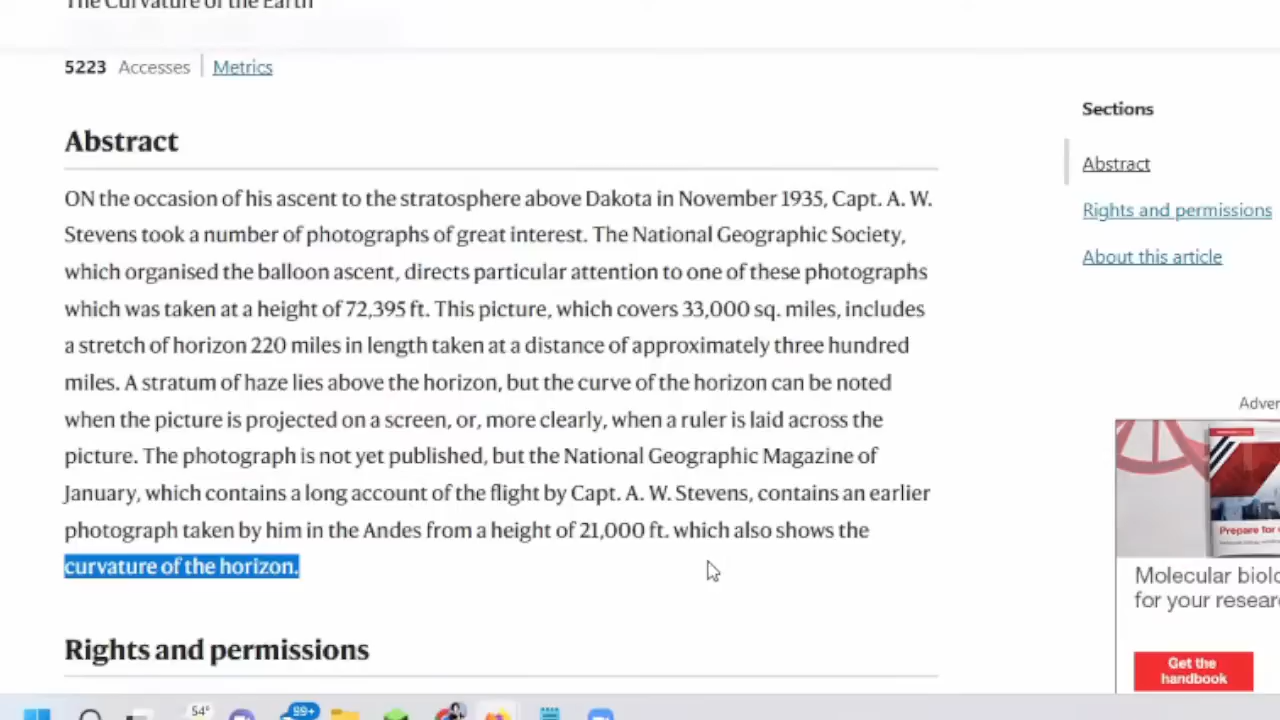 The Curvature of the Earth
5223 Accesses | Metrics
Abstract
ON the occasion of his ascent to the stratosphere above Dakota in November 1935, Capt. A. W.
Stevens took a number of photographs of great interest. The National Geographic Society,
which organised the balloon ascent, directs particular attention to one of these photographs
which was taken at a height of 72,395 ft. This picture, which covers 33,000 sq. miles, includes
a stretch of horizon 220 miles in length taken at a distance of approximately three hundred
miles. A stratum of haze lies above the horizon, but the curve of the horizon can be noted
when the picture is projected on a screen, or, more clearly, when a ruler is laid across the
picture. The photograph is not yet published, but the National Geographic Magazine of
January, which contains a long account of the flight by Capt. A. W. Stevens, contains an earlier
photograph taken by him in the Andes from a height of 21,000 ft. which also shows the
curvature of the horizon.
Rights and permissions
Sections
Abstract
Rights and permissions
About this article
Adver
Prepare for
Molecular biolo
for your resear
Get the
handbook
54°
99+